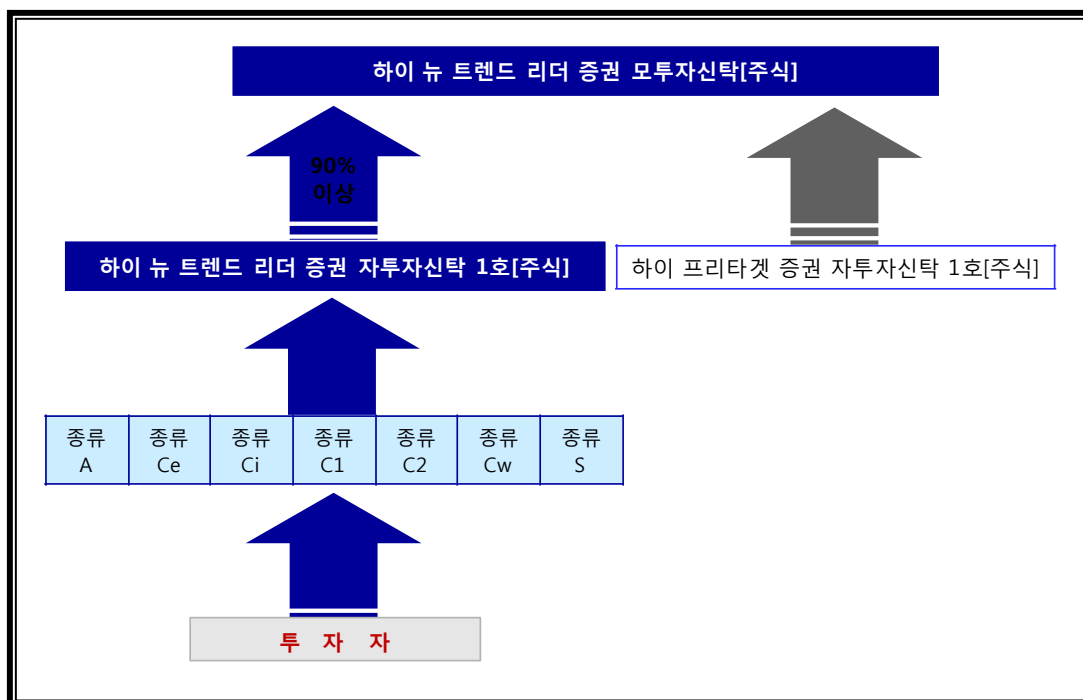 하이 뉴 트렌드 리더 증권 모투자신탁[주식]
90%
이상
하이 뉴 트렌드 리더 증권 자투자신탁 1호[주식]
하이 프리타겟 증권 자투자신탁 1호[주식]
종류 종류 종류 종류 종류 종류 종류
A Ce Ci C1 C2 Cw S
투 자 자